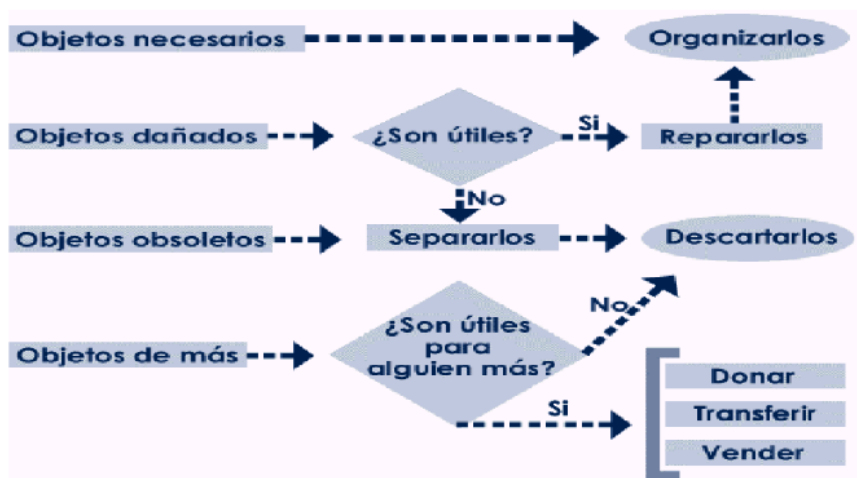 Objetos necesarios
Organizarlos
Objetos dañados
¿Son útiles?
Si
Repararlos
No
Objetos obsoletos
Separarlos
Descartarlos
Objetos de más
¿Son útiles
para
alguien más?
No
Si
Donar
Transferir
Vender